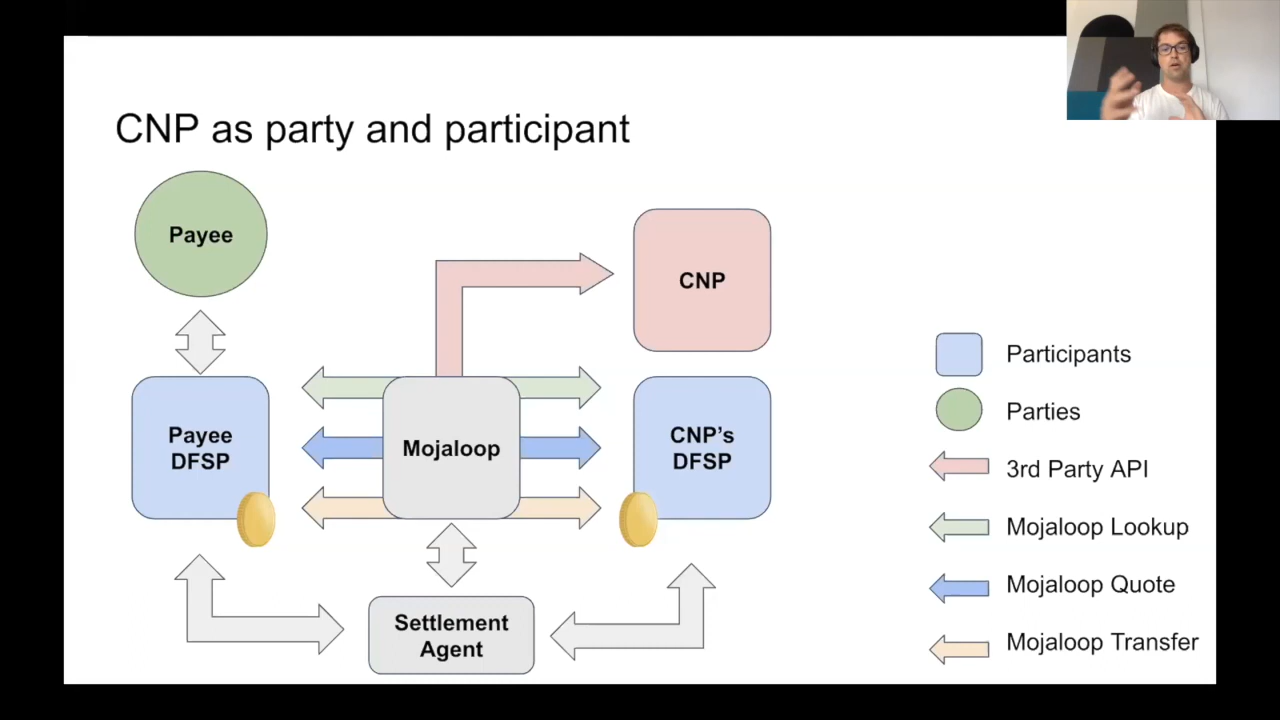 CNP as party and participant
Payee
CNP
Payee
DFSP
Mojaloop
CNP's
DFSP
Settlement
Agent
Participants
Parties
3rd Party API
Mojaloop Lookup
Mojaloop Quote
Mojaloop Transfer